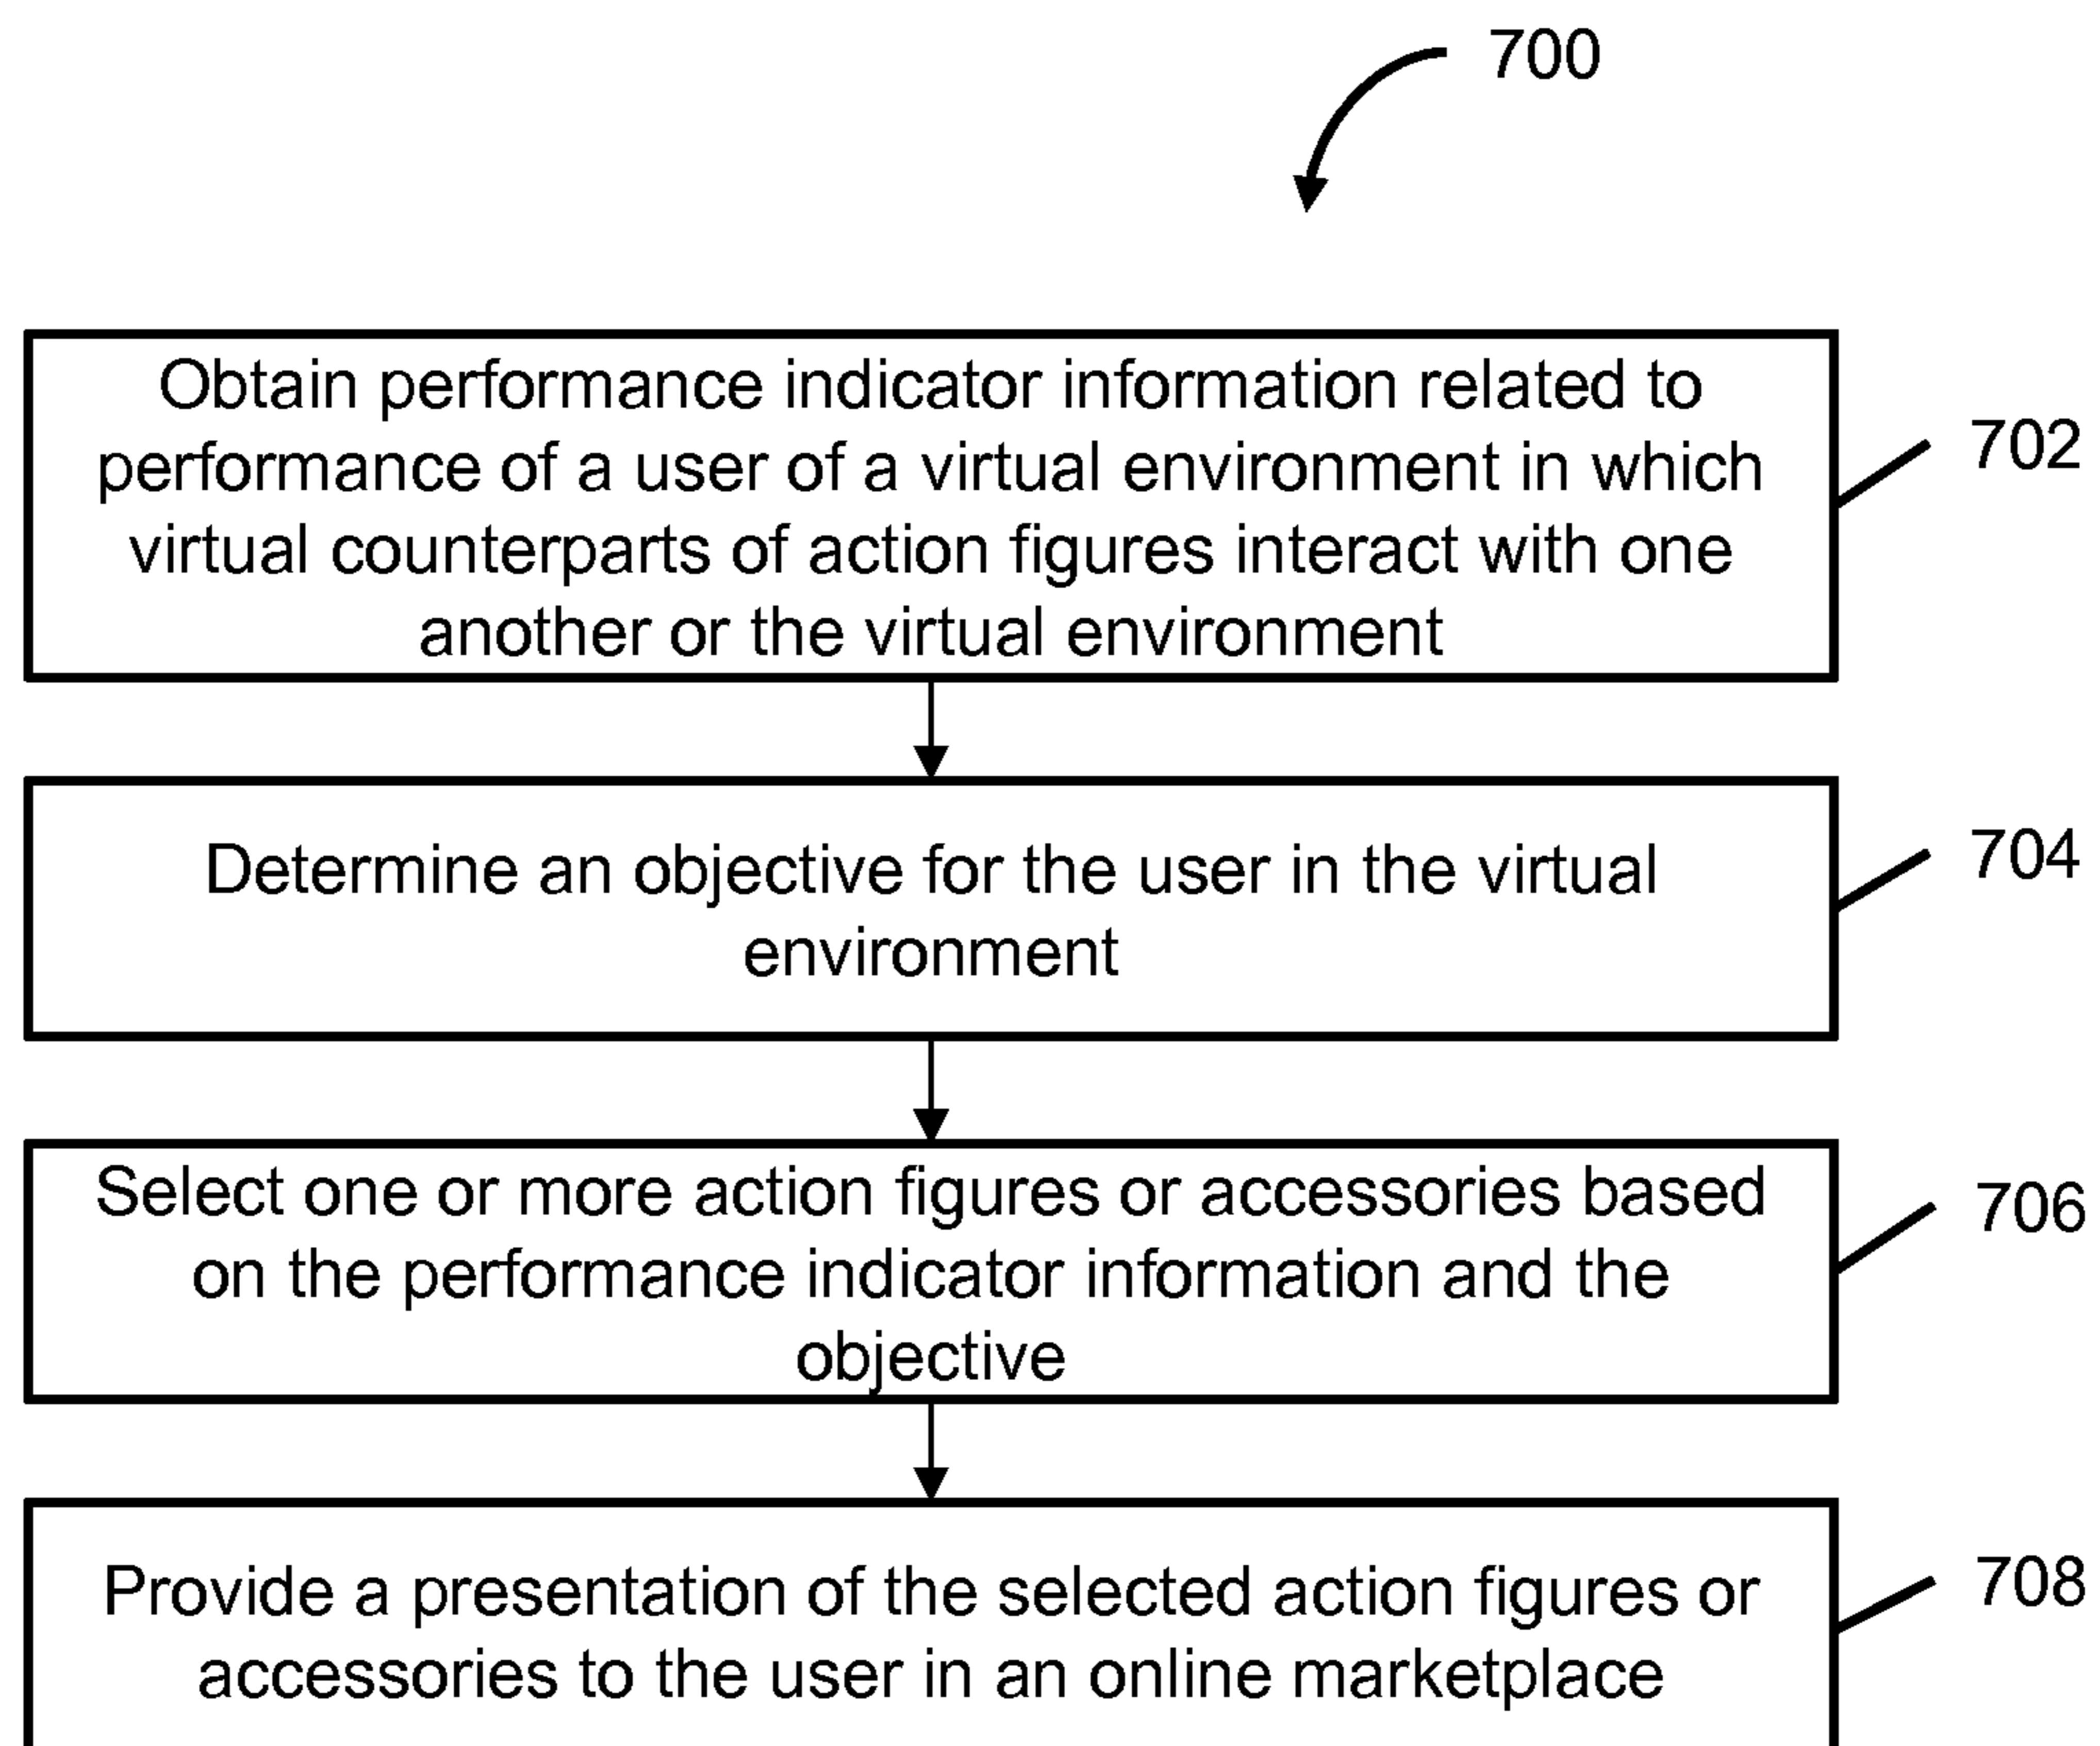 700
Obtain performance indicator information related to
performance of a user of a virtual environment in which
virtual counterparts of action figures interact with one
another or the virtual environment
702
Determine an objective for the user in the virtual
environment
704
Select one or more action figures or accessories based
on the performance indicator information and the
objective
706
Provide a presentation of the selected action figures or
accessories to the user in an online marketplace
708